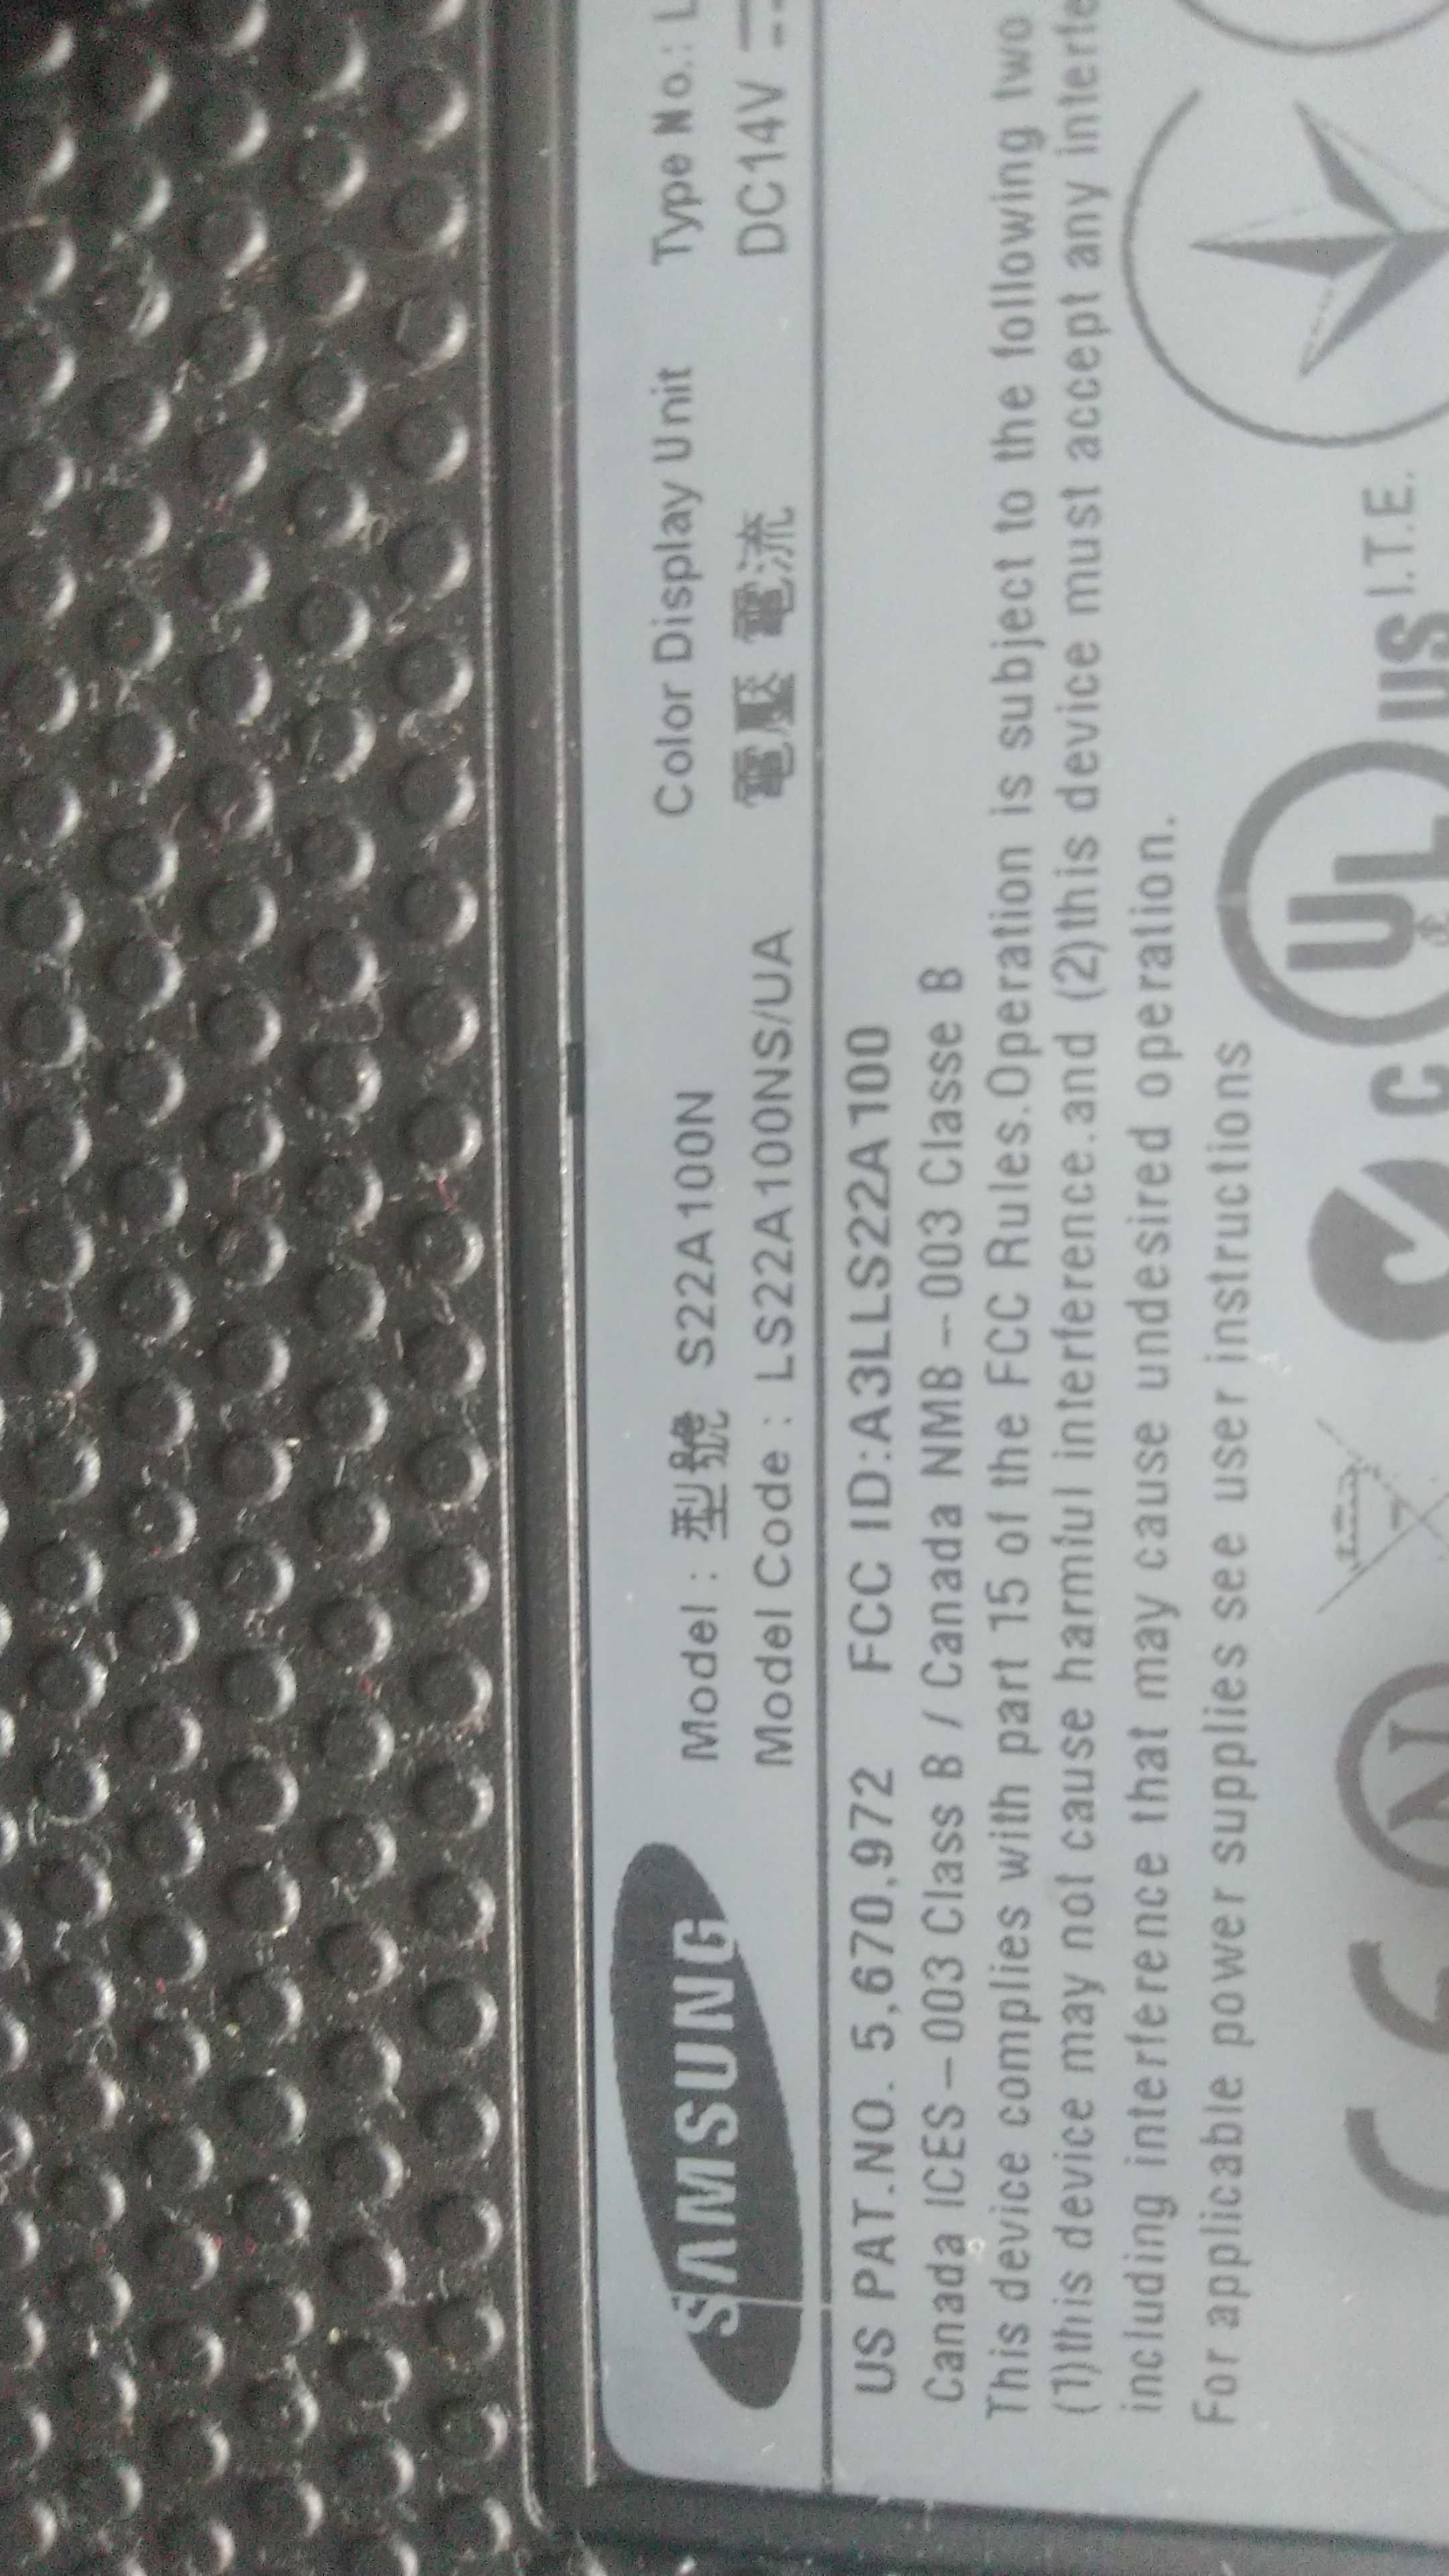 SAMSUNG
Model : 型號 S22A100N Color Display Unit Type No.: L
Model Code : LS22A100NS/UA 電壓 電流 DC14V
US PAT.NO. 5,670,972 FCC ID:A3LLS22A100
Canada ICES-003 Class B / Canada NMB-003 Classe B
This device complies with part 15 of the FCC Rules.Operation is subject to the following two
(1)this device may not cause harmful interference.and (2)this device must accept any interfe
including interference that may cause undesired operation.
For applicable power supplies see user instructions
CE N C UL US I.T.E.